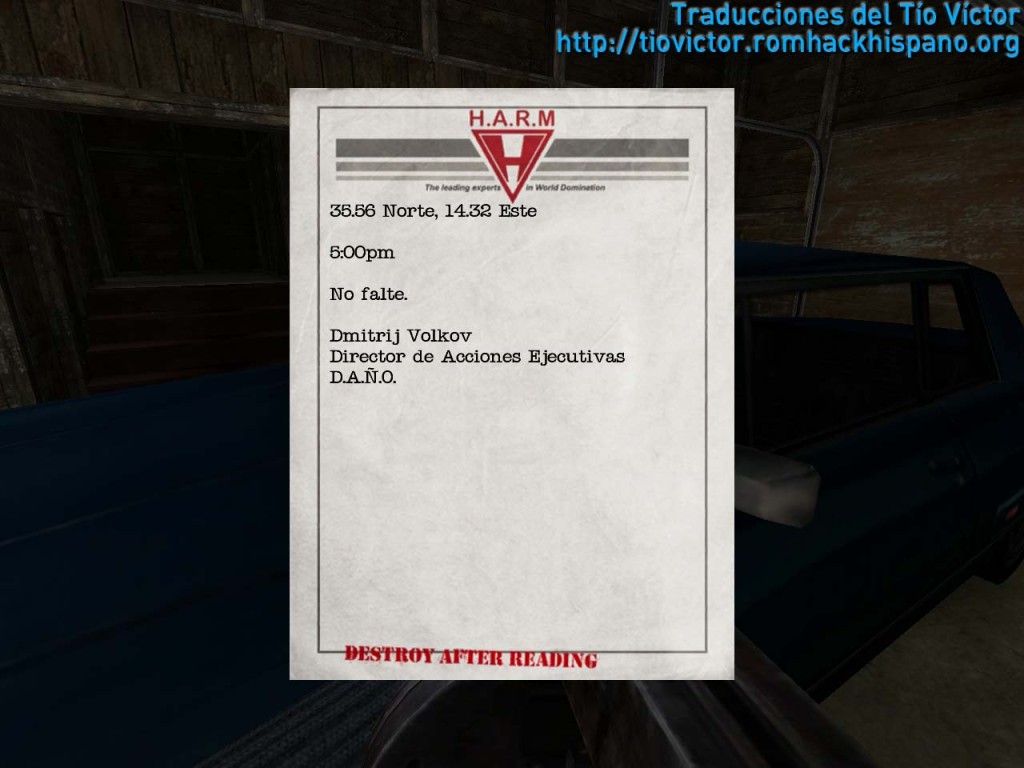 Traducciones del Tío Víctor
http://tiovictor.romhackhispano.org
H.A.R.M
H
The leading experts in World Domination
35.56 Norte, 14.32 Este
5:00pm
No falte.
Dmitrij Volkov
Director de Acciones Ejecutivas
D.A.Ñ.O.
DESTROY AFTER READING